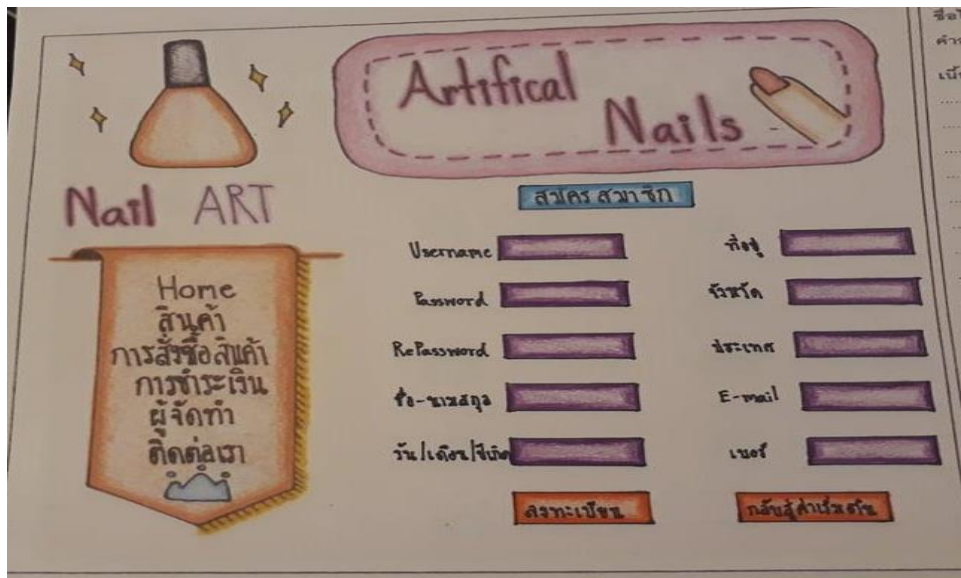 Artifical
Nails
Nail ART
Home
สินค้า
การสั่งซื้อสินค้า
การชำระเงิน
ผู้จัดทำ
ติดต่อเรา
สมัครสมาชิก
Username
ที่อยู่
Password
จังหวัด
RePassword
ประเทศ
ชื่อ-นามสกุล
E-mail
วัน/เดือน/ปีเกิด
เบอร์
ลงทะเบียน
กลับสู่ค่าเริ่มต้น